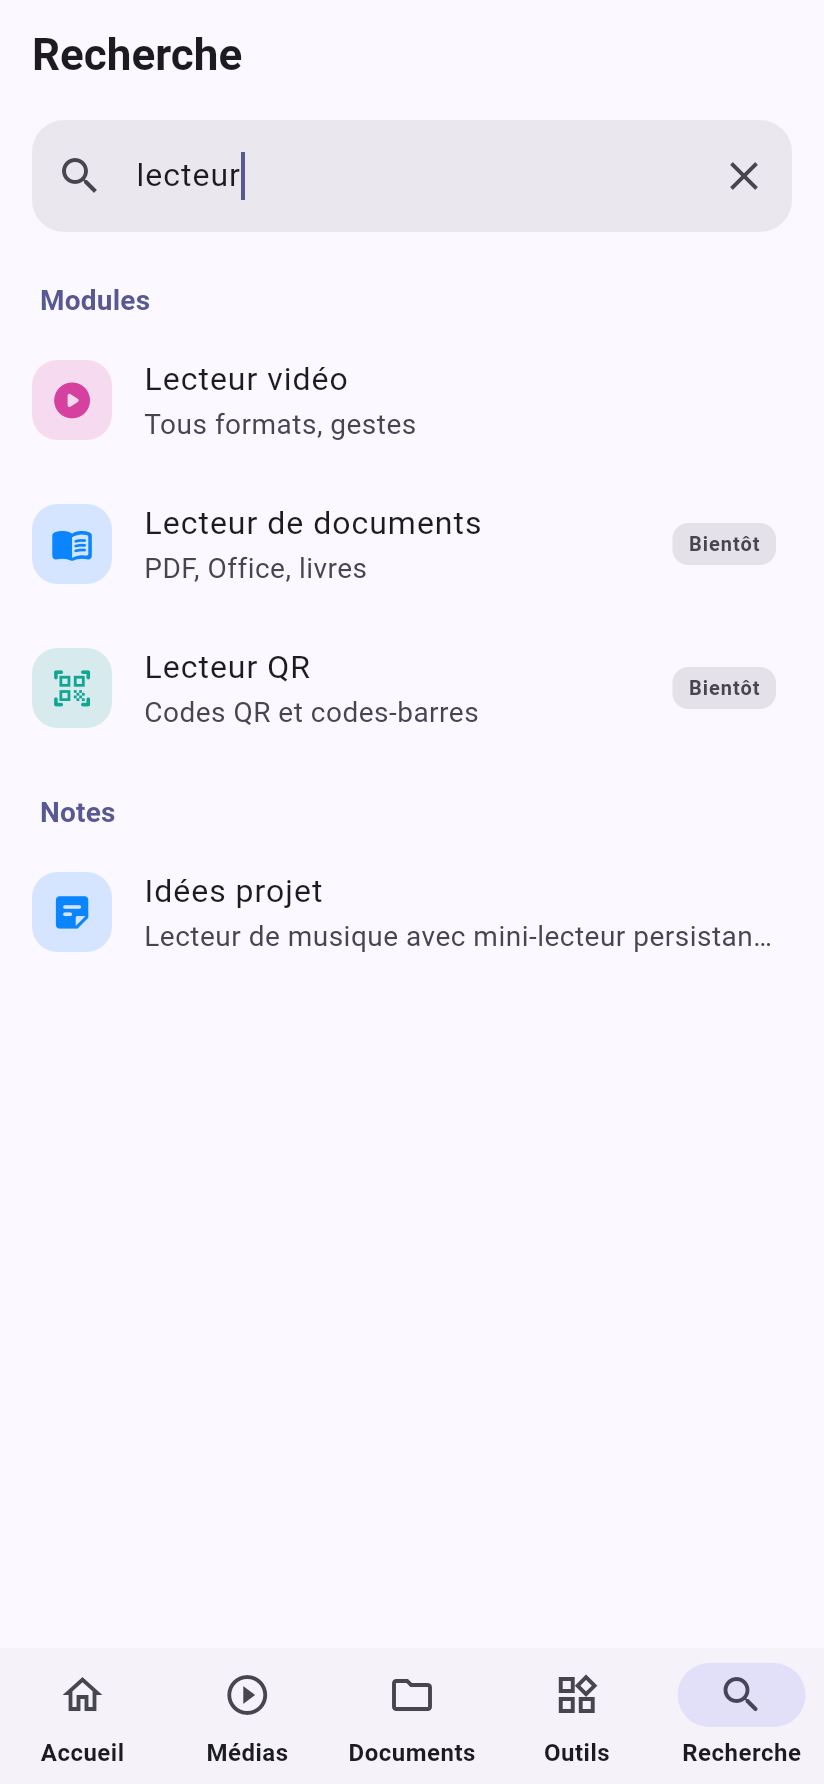 Recherche
lecteur
Modules
Lecteur vidéo
Tous formats, gestes
Lecteur de documents
PDF, Office, livres
Bientôt
Lecteur QR
Codes QR et codes-barres
Bientôt
Notes
Idées projet
Lecteur de musique avec mini-lecteur persistan...
Accueil
Médias
Documents
Outils
Recherche